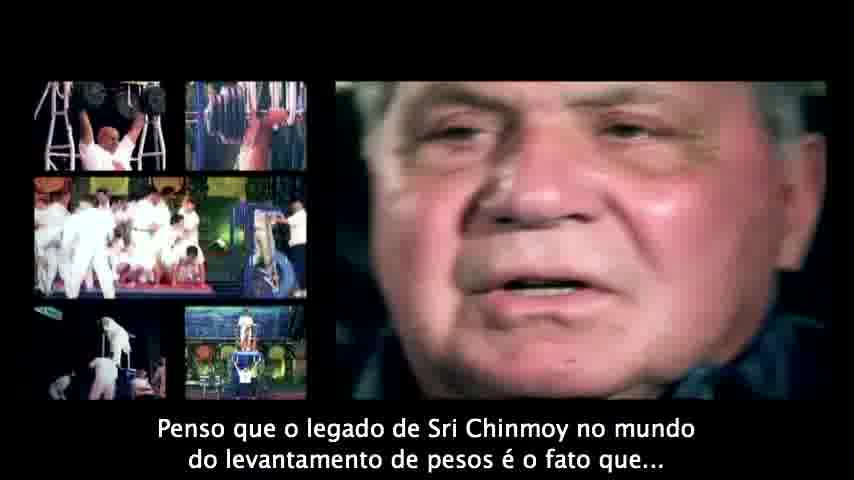 Penso que o legado de Sri Chinmoy no mundo
do levantamento de pesos é o fato que...